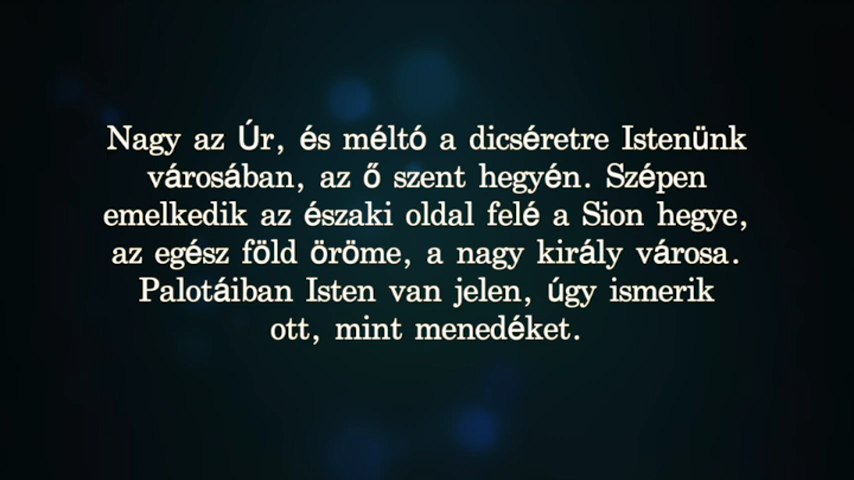 Nagy az Úr, és méltó a dicséretre Istenünk
városában, az ő szent hegyén. Szépen
emelkedik az északi oldal felé a Sion hegye,
az egész föld öröme, a nagy király városa.
Palotáiban Isten van jelen, úgy ismerik
ott, mint menedéket.